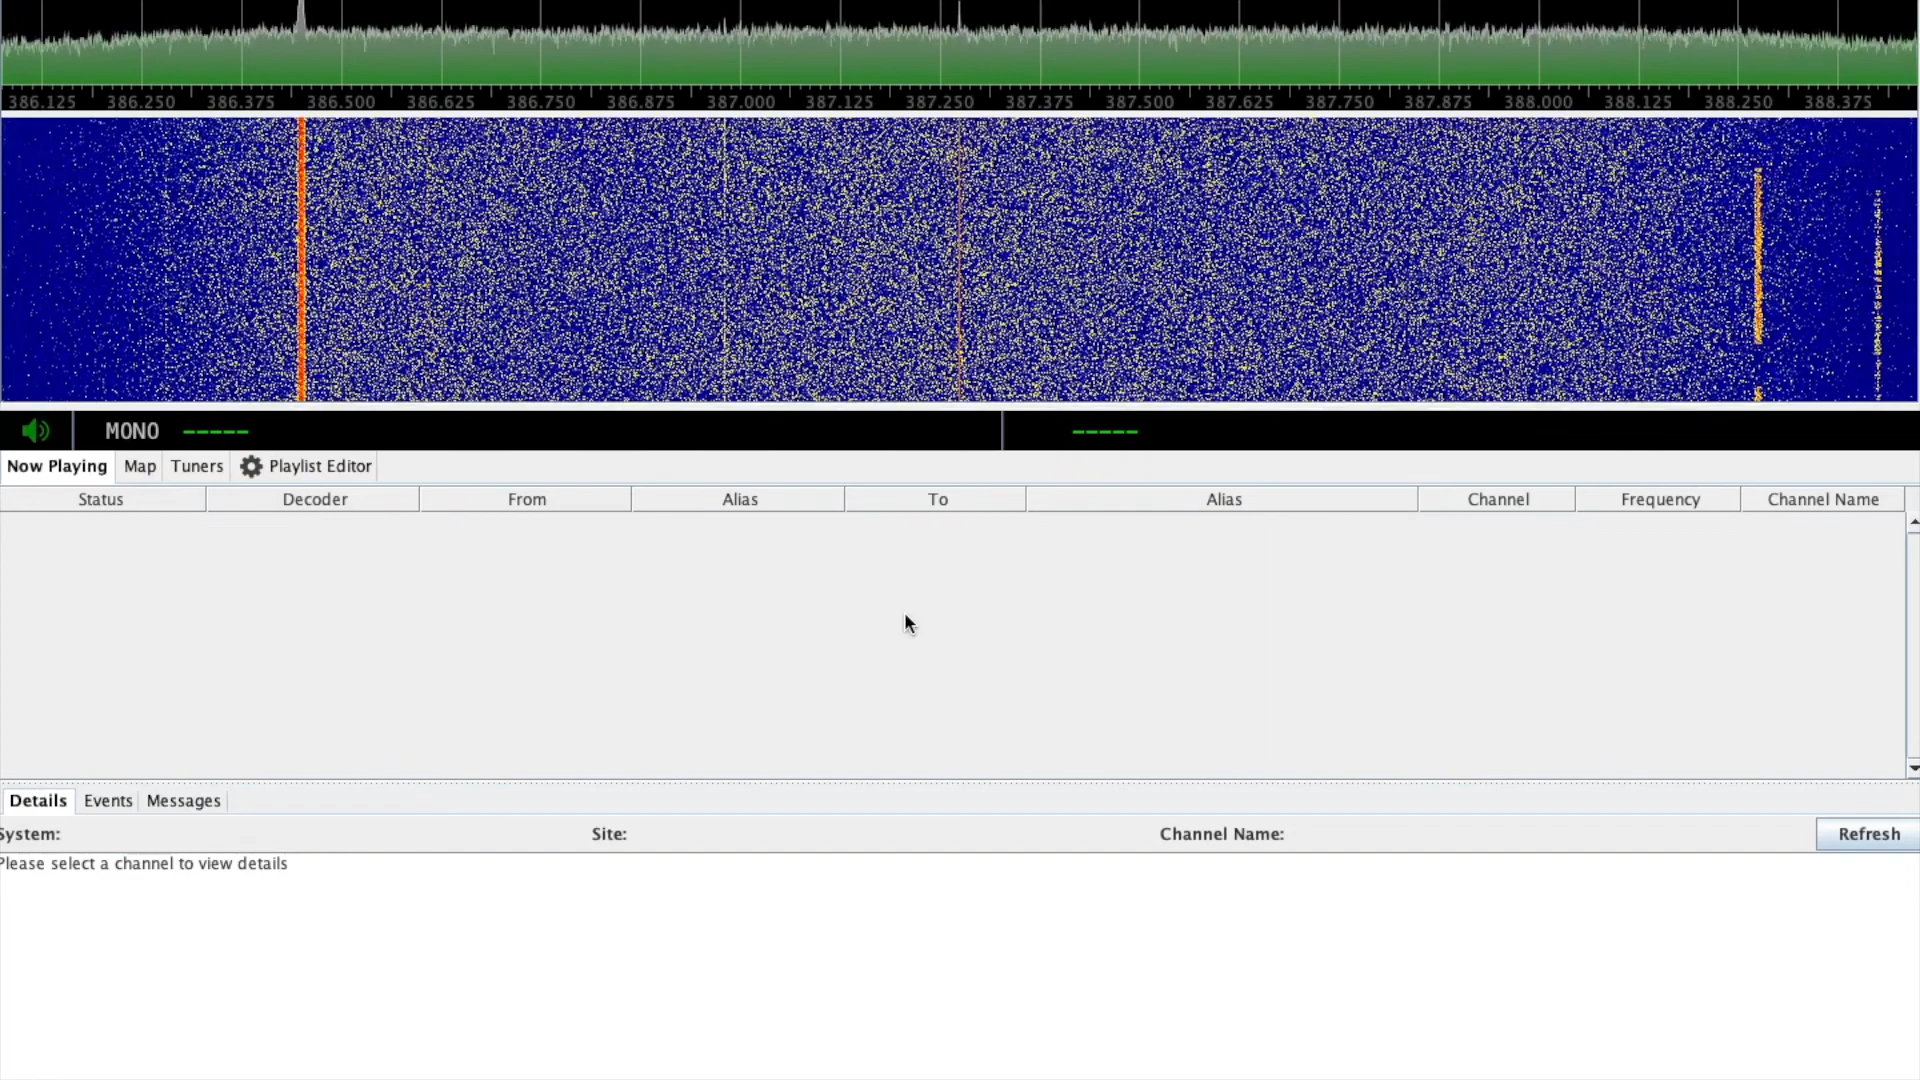 386.125 386.250 386.375 386.500 386.625 386.750 386.875 387.000 387.125 387.250 387.375 387.500 387.625 387.750 387.875 388.000 388.125 388.250 388.375
MONO ----- -----
Now Playing Map Tuners Playlist Editor
Status Decoder From Alias To Alias Channel Frequency Channel Name
Details Events Messages
System: Site: Channel Name: Refresh
Please select a channel to view details